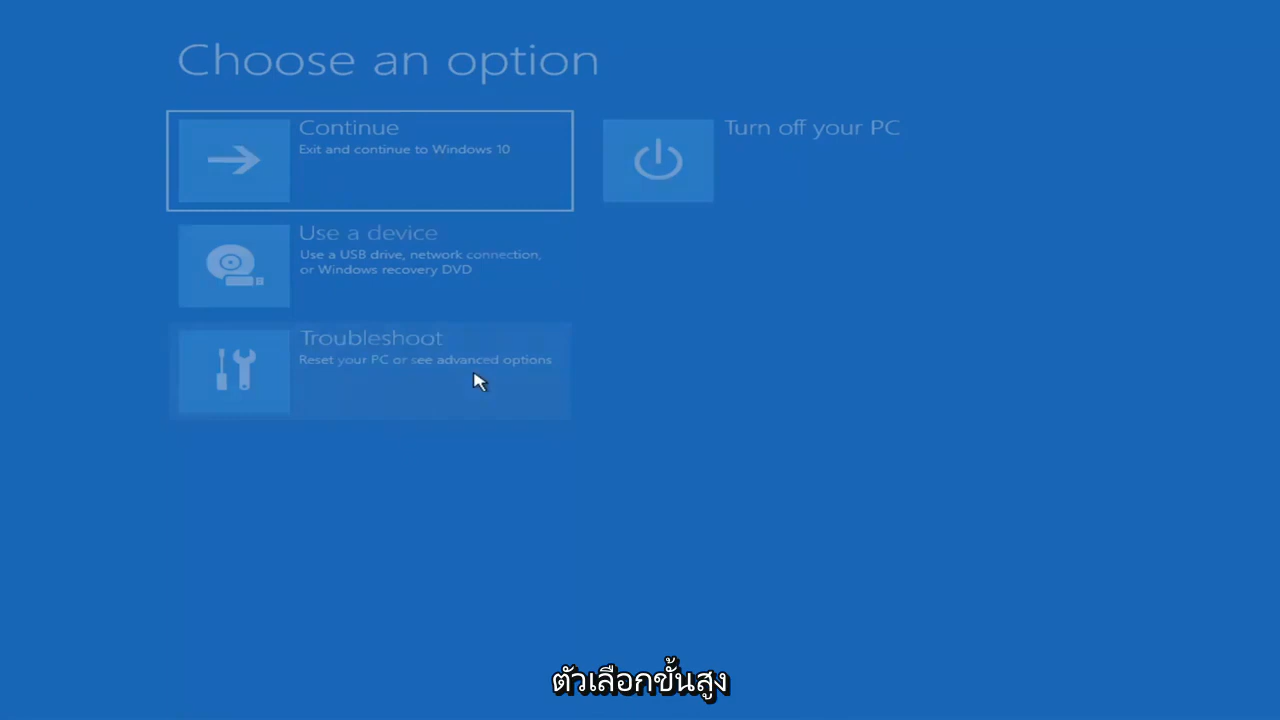 Choose an option
Continue
Exit and continue to Windows 10
Turn off your PC
Use a device
Use a USB drive, network connection,
or Windows recovery DVD
Troubleshoot
Reset your PC or see advanced options
ตัวเลือกขั้นสูง